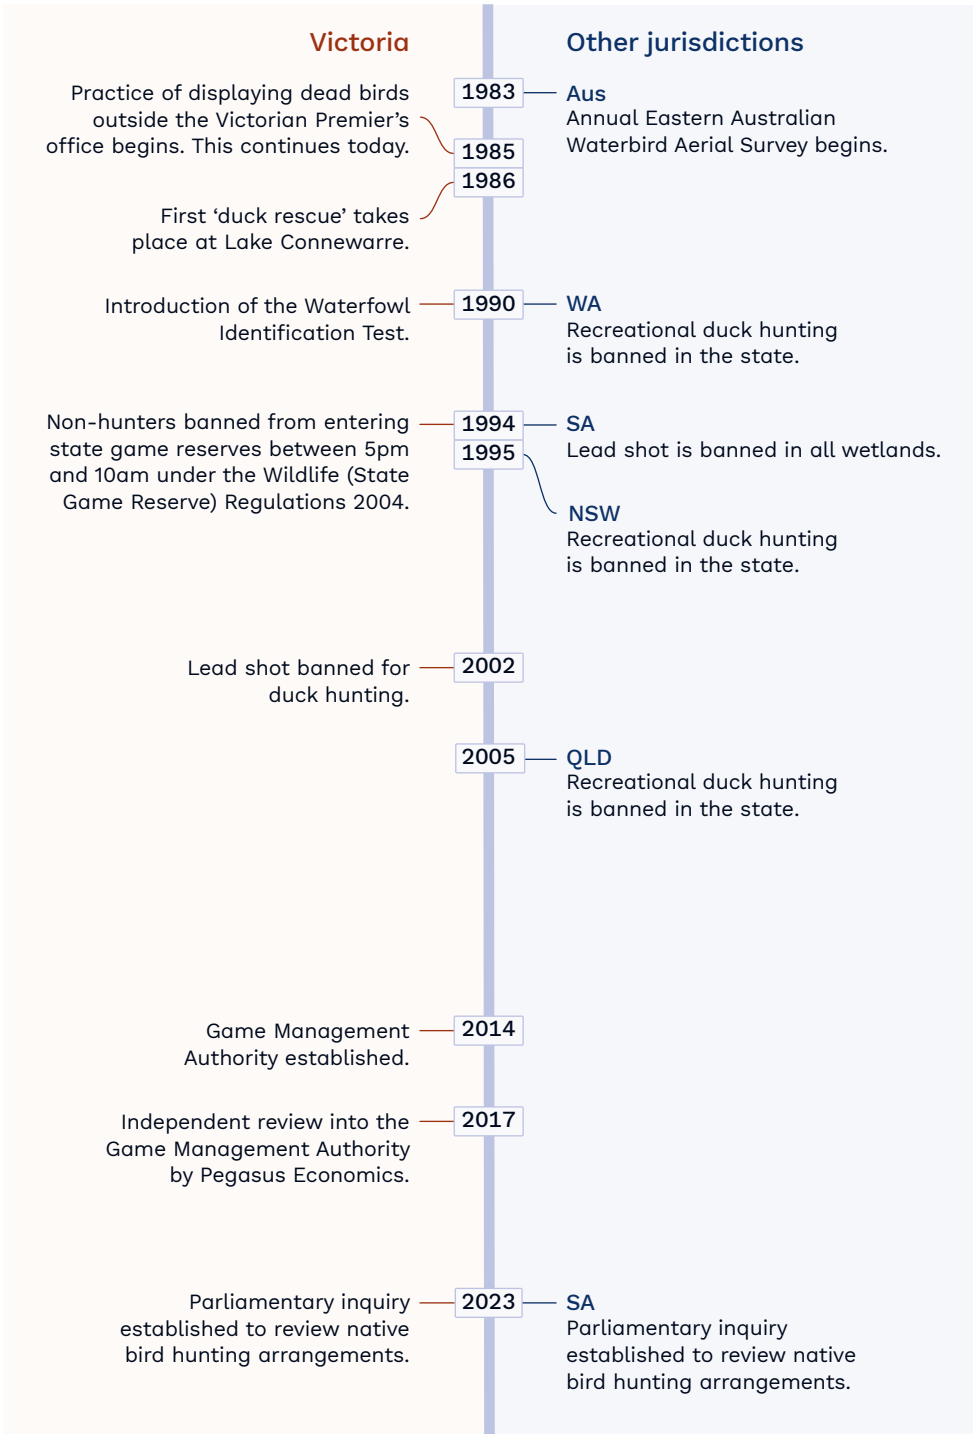 Victoria
Other jurisdictions
Practice of displaying dead birds
outside the Victorian Premier's
office begins. This continues today.
1983
Aus
Annual Eastern Australian
Waterbird Aerial Survey begins.
1985
1986
First ‘duck rescue’ takes
place at Lake Connewarre.
Introduction of the Waterfowl
Identification Test.
1990
WA
Recreational duck hunting
is banned in the state.
Non-hunters banned from entering
state game reserves between 5pm
and 10am under the Wildlife (State
Game Reserve) Regulations 2004.
1994
SA
Lead shot is banned in all wetlands.
1995
NSW
Recreational duck hunting
is banned in the state.
Lead shot banned for
duck hunting.
2002
2005
QLD
Recreational duck hunting
is banned in the state.
Game Management
Authority established.
2014
Independent review into the
Game Management Authority
by Pegasus Economics.
2017
Parliamentary inquiry
established to review native
bird hunting arrangements.
2023
SA
Parliamentary inquiry
established to review native
bird hunting arrangements.